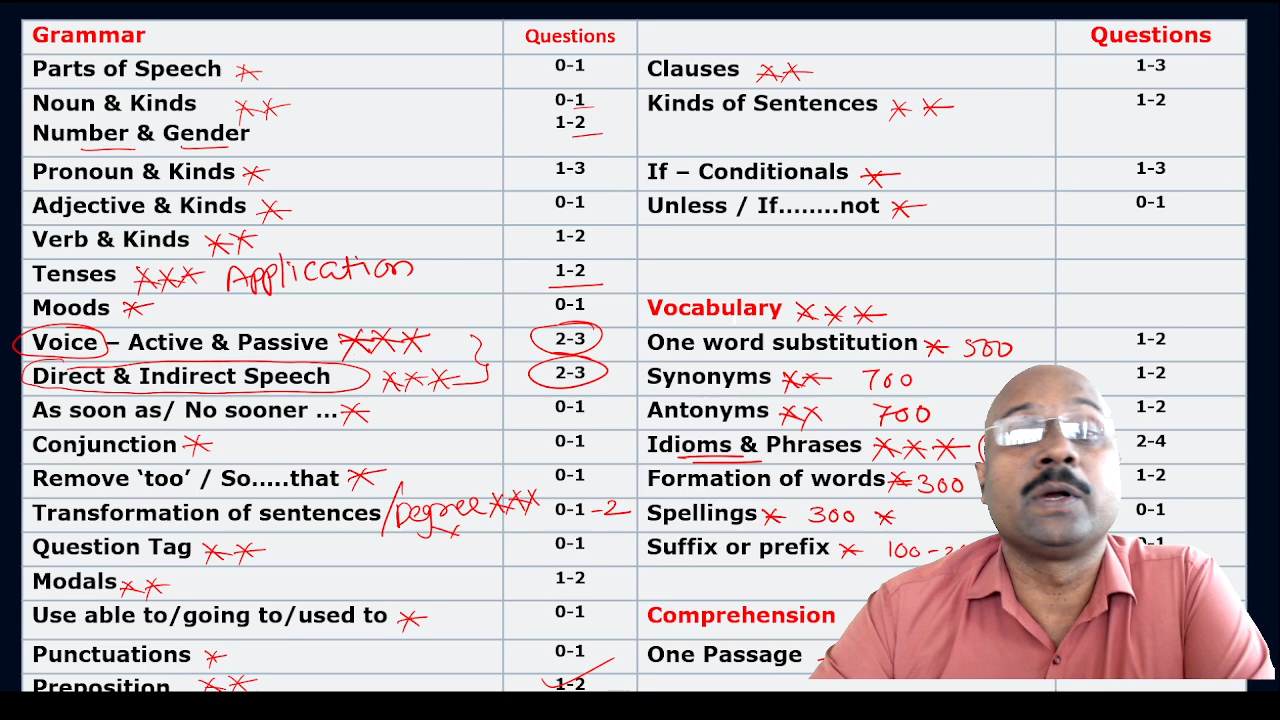 Grammar Questions Questions
Parts of Speech 0-1 Clauses 1-3
Noun & Kinds 0-1 Kinds of Sentences 1-2
Number & Gender 1-2
Pronoun & Kinds 1-3 If – Conditionals 1-3
Adjective & Kinds 0-1 Unless / If........not 0-1
Verb & Kinds 1-2
Tenses Application 1-2
Moods 0-1 Vocabulary
Voice – Active & Passive 2-3 One word substitution 500 1-2
Direct & Indirect Speech 2-3 Synonyms 700 1-2
As soon as/ No sooner ... 0-1 Antonyms 700 1-2
Conjunction 0-1 Idioms & Phrases 2-4
Remove ‘too’ / So.....that 0-1 Formation of words 300 1-2
Transformation of sentences /Degree 0-1 -2 Spellings 300 0-1
Question Tag 0-1 Suffix or prefix 100-
Modals 1-2
Use able to/going to/used to 0-1 Comprehension
Punctuations 0-1 One Passage
Preposition 1-2